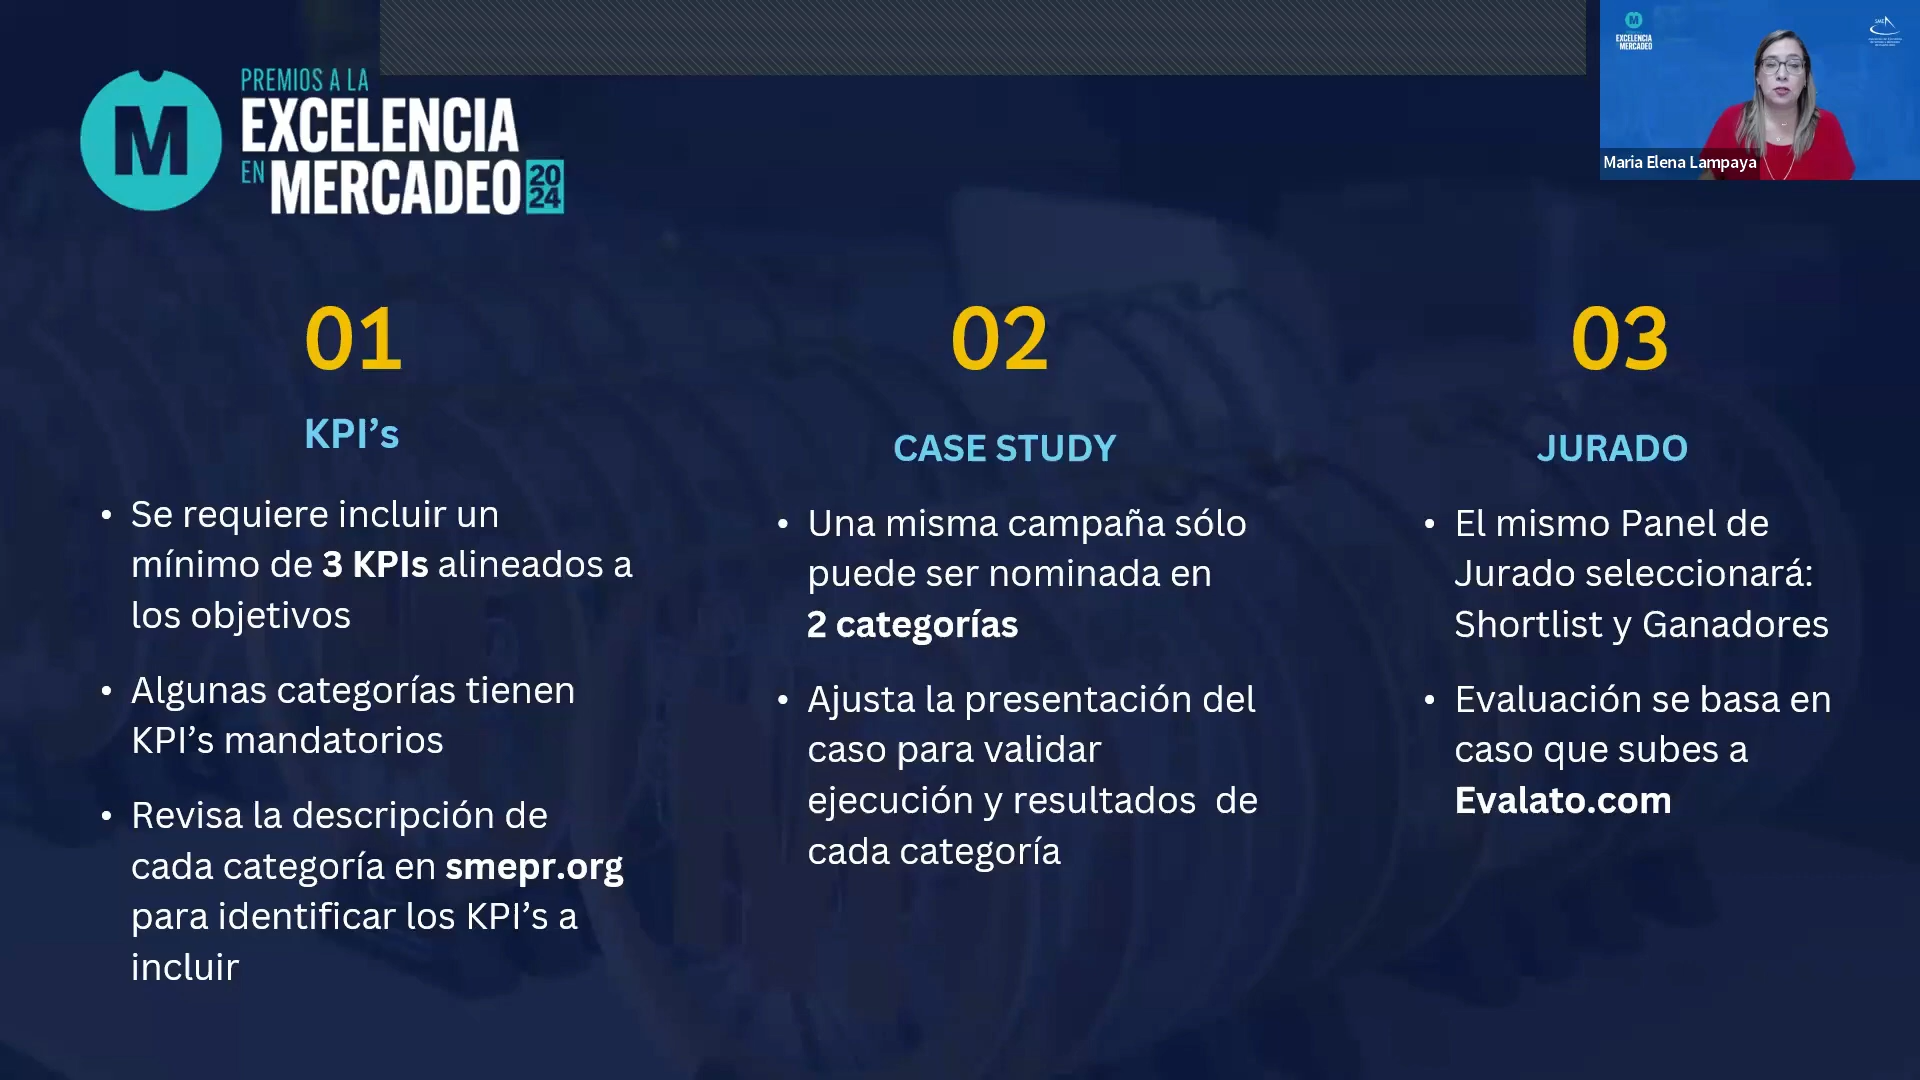 M
PREMIOS A LA
EXCELENCIA
EN MERCADEO 20
24
M
EXCELENCIA
EN MERCADEO
SME
Maria Elena Lampaya
01
KPI’s
• Se requiere incluir un
mínimo de 3 KPIs alineados a
los objetivos
• Algunas categorías tienen
KPI’s mandatorios
• Revisa la descripción de
cada categoría en smepr.org
para identificar los KPI’s a
incluir
02
CASE STUDY
• Una misma campaña sólo
puede ser nominada en
2 categorías
• Ajusta la presentación del
caso para validar
ejecución y resultados de
cada categoría
03
JURADO
• El mismo Panel de
Jurado seleccionará:
Shortlist y Ganadores
• Evaluación se basa en
caso que subes a
Evalato.com